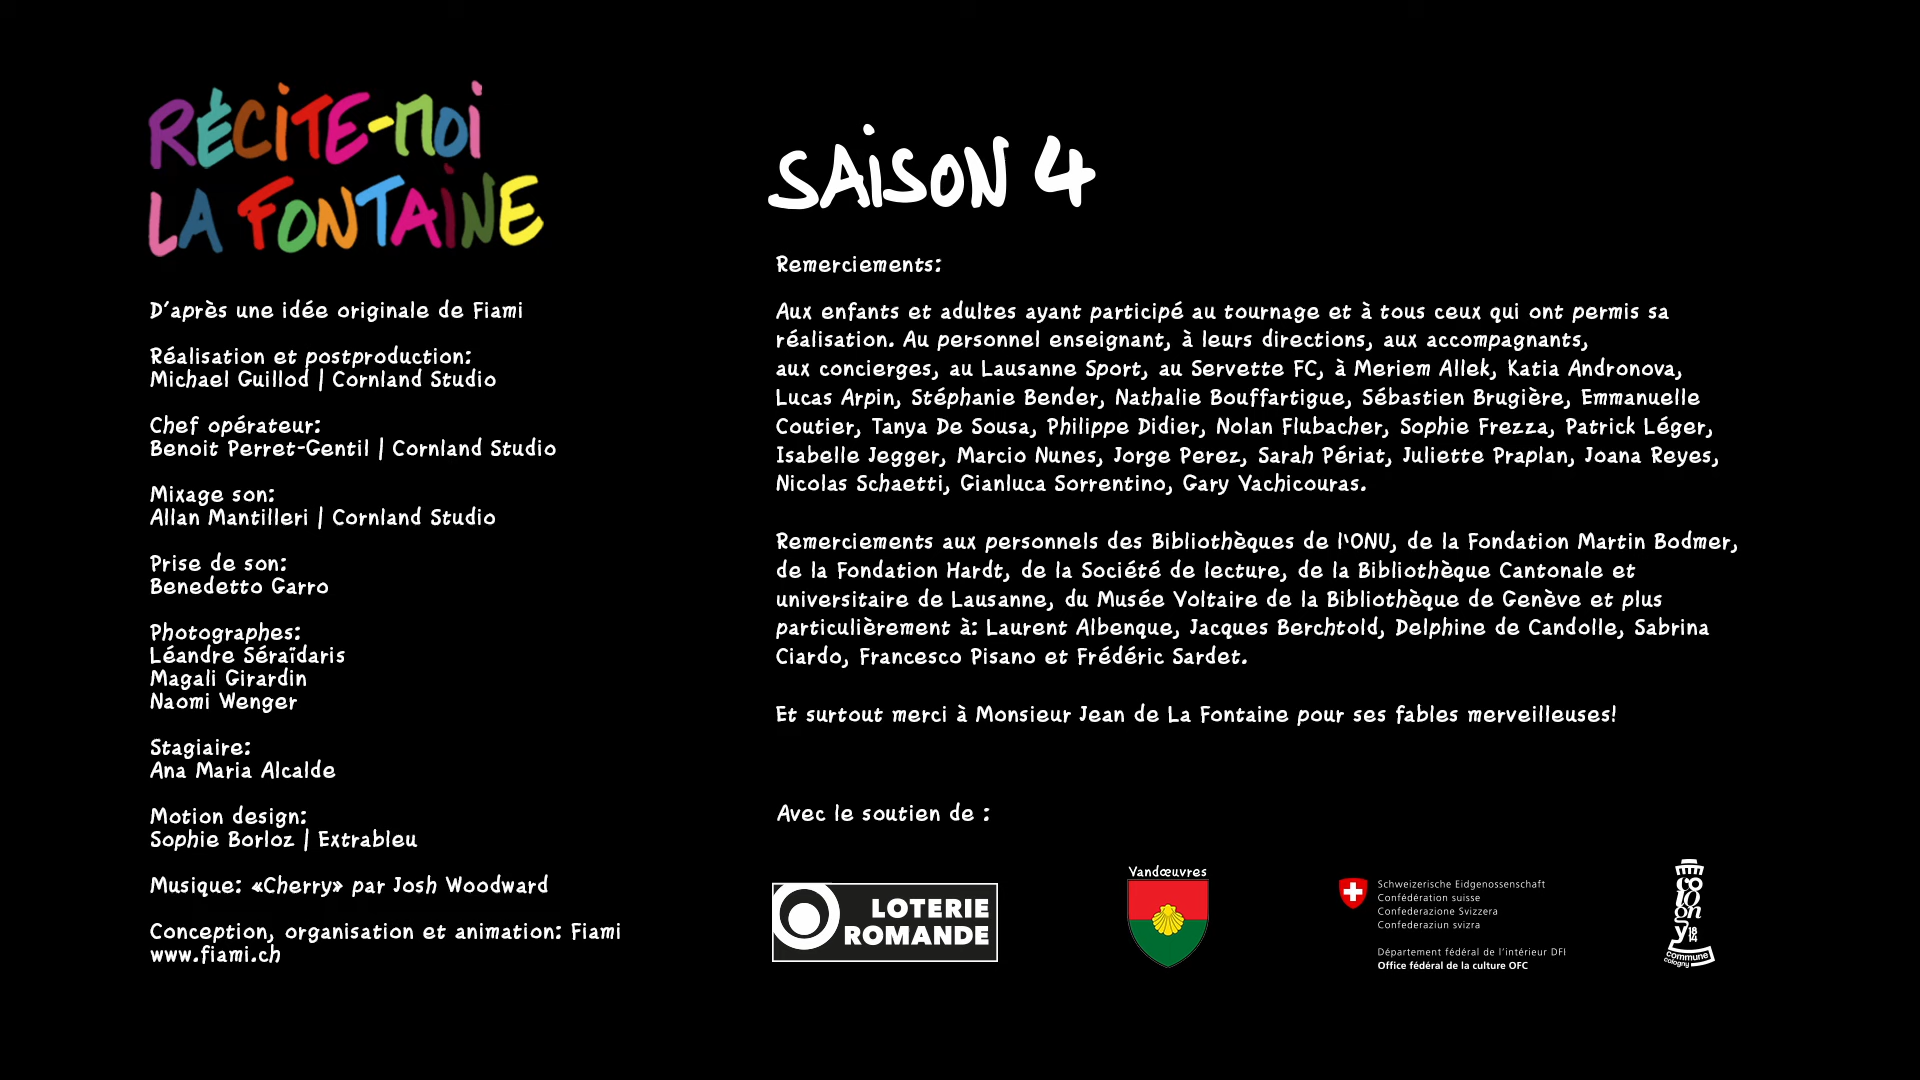 RÉCITE-MOI
LA FONTAINE
D'après une idée originale de Fiami
Réalisation et postproduction:
Michael Guillod | Cornland Studio
Chef opérateur:
Benoit Perret-Gentil | Cornland Studio
Mixage son:
Allan Mantilleri | Cornland Studio
Prise de son:
Benedetto Garro
Photographes:
Léandre Séraïdaris
Magali Girardin
Naomi Wenger
Stagiaire:
Ana Maria Alcalde
Motion design:
Sophie Borloz | Extrableu
Musique: «Cherry» par Josh Woodward
Conception, organisation et animation: Fiami
www.fiami.ch
SAISON 4
Remerciements:
Aux enfants et adultes ayant participé au tournage et à tous ceux qui ont permis sa
réalisation. Au personnel enseignant, à leurs directions, aux accompagnants,
aux concierges, au Lausanne Sport, au Servette FC, à Meriem Allek, Katia Andronova,
Lucas Arpin, Stéphanie Bender, Nathalie Bouffartigue, Sébastien Brugière, Emmanuelle
Coutier, Tanya De Sousa, Philippe Didier, Nolan Flubacher, Sophie Frezza, Patrick Léger,
Isabelle Jegger, Marcio Nunes, Jorge Perez, Sarah Périat, Juliette Praplan, Joana Reyes,
Nicolas Schaetti, Gianluca Sorrentino, Gary Vachicouras.
Remerciements aux personnels des Bibliothèques de l'ONU, de la Fondation Martin Bodmer,
de la Fondation Hardt, de la Société de lecture, de la Bibliothèque Cantonale et
universitaire de Lausanne, du Musée Voltaire de la Bibliothèque de Genève et plus
particulièrement à: Laurent Albenque, Jacques Berchtold, Delphine de Candolle, Sabrina
Ciardo, Francesco Pisano et Frédéric Sardet.
Et surtout merci à Monsieur Jean de La Fontaine pour ses fables merveilleuses!
Avec le soutien de :
LOTERIE
ROMANDE
Vandœuvres
Schweizerische Eidgenossenschaft
Confédération suisse
Confederazione Svizzera
Confederaziun svizra
Département fédéral de l'intérieur DFI
Office fédéral de la culture OFC
cologny
1814
commune
cologny